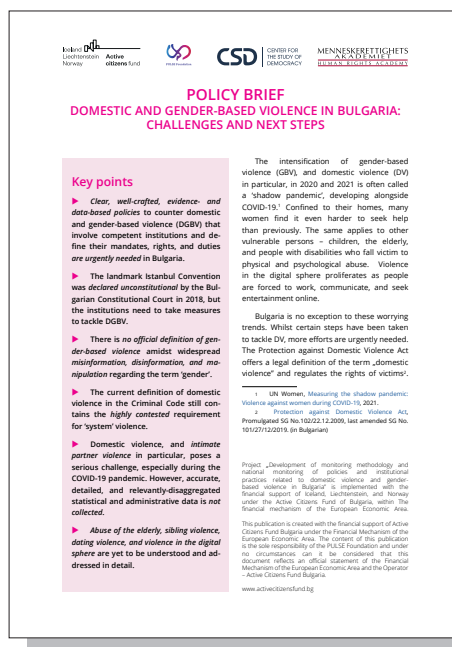 Iceland
Liechtenstein
Norway
Active
citizens fund
PULSE Foundation
CSD
CENTER FOR
THE STUDY OF
DEMOCRACY
MENNESKERETTIGHETS
AKADEMIET
HUMAN RIGHTS ACADEMY
POLICY BRIEF
DOMESTIC AND GENDER-BASED VIOLENCE IN BULGARIA:
CHALLENGES AND NEXT STEPS
Key points
▶ Clear, well-crafted, evidence- and
data-based policies to counter domestic
and gender-based violence (DGBV) that
involve competent institutions and de-
fine their mandates, rights, and duties
are urgently needed in Bulgaria.
▶ The landmark Istanbul Convention
was declared unconstitutional by the Bul-
garian Constitutional Court in 2018, but
the institutions need to take measures
to tackle DGBV.
▶ There is no official definition of gen-
der-based violence amidst widespread
misinformation, disinformation, and ma-
nipulation regarding the term 'gender'.
▶ The current definition of domestic
violence in the Criminal Code still con-
tains the highly contested requirement
for 'system' violence.
▶ Domestic violence, and intimate
partner violence in particular, poses a
serious challenge, especially during the
COVID-19 pandemic. However, accurate,
detailed, and relevantly-disaggregated
statistical and administrative data is not
collected.
▶ Abuse of the elderly, sibling violence,
dating violence, and violence in the digital
sphere are yet to be understood and ad-
dressed in detail.
The intensification of gender-based
violence (GBV), and domestic violence (DV)
in particular, in 2020 and 2021 is often called
a 'shadow pandemic', developing alongside
COVID-19.¹ Confined to their homes, many
women find it even harder to seek help
than previously. The same applies to other
vulnerable persons – children, the elderly,
and people with disabilities who fall victim to
physical and psychological abuse. Violence
in the digital sphere proliferates as people
are forced to work, communicate, and seek
entertainment online.
Bulgaria is no exception to these worrying
trends. Whilst certain steps have been taken
to tackle DV, more efforts are urgently needed.
The Protection against Domestic Violence Act
offers a legal definition of the term „domestic
violence" and regulates the rights of victims².
1 UN Women, Measuring the shadow pandemic:
Violence against women during COVID-19, 2021.
2 Protection against Domestic Violence Act,
Promulgated SG No.102/22.12.2009, last amended SG No.
101/27/12/2019. (in Bulgarian)
Project „Development of monitoring methodology and
national monitoring of policies and institutional
practices related to domestic violence and gender-
based violence in Bulgaria" is implemented with the
financial support of Iceland, Liechtenstein, and Norway
under the Active Citizens Fund of Bulgaria, within The
financial mechanism of the European Economic Area.
This publication is created with the financial support of Active
Citizens Fund Bulgaria under the Financial Mechanism of the
European Economic Area. The content of this publication
is the sole responsibility of the PULSE Foundation and under
no circumstances can it be considered that this
document reflects an official statement of the Financial
Mechanism of the European Economic Area and the Operator
– Active Citizens Fund Bulgaria.
www.activecitizensfund.bg